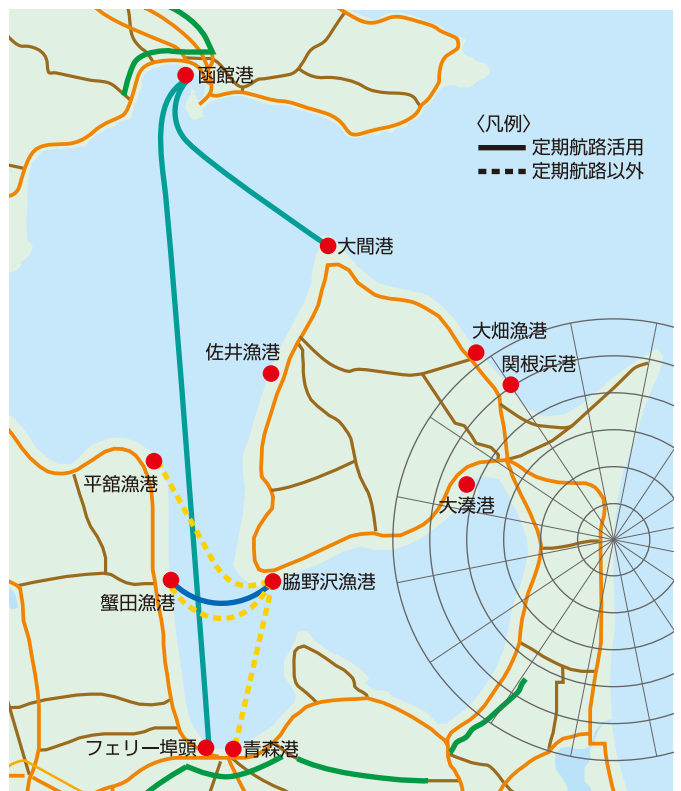 函館港
〈凡例〉
定期航路活用
定期航路以外
大間港
大畑漁港
佐井漁港
関根浜港
平舘漁港
大湊港
脇野沢漁港
蟹田漁港
フェリー埠頭
青森港